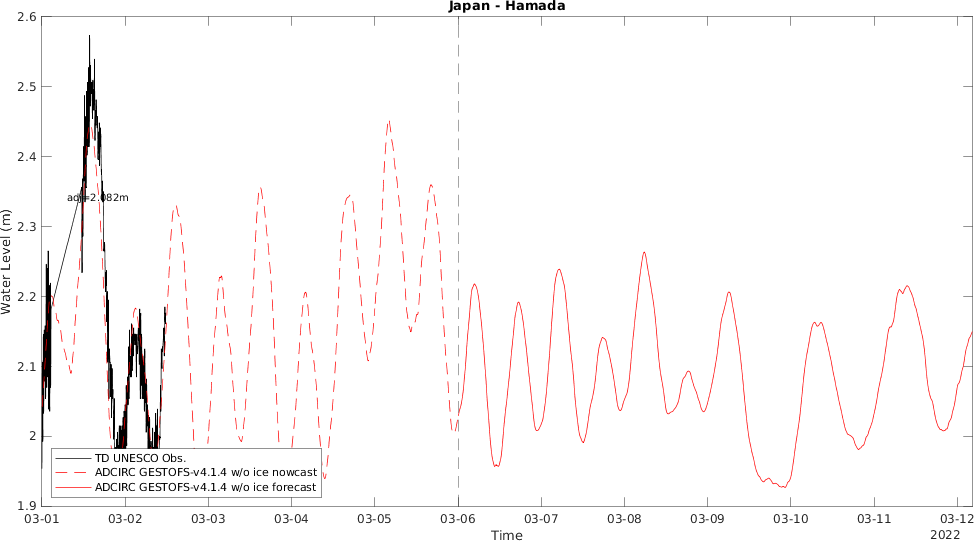 Japan - Hamada
2.6
2.5
2.4
2.3
2.2
2.1
2
1.9
Water Level (m)
adj=2.082m
TD UNESCO Obs.
ADCIRC GESTOFS-v4.1.4 w/o ice nowcast
ADCIRC GESTOFS-v4.1.4 w/o ice forecast
03-01 03-02 03-03 03-04 03-05 03-06 03-07 03-08 03-09 03-10 03-11 03-12
Time
2022